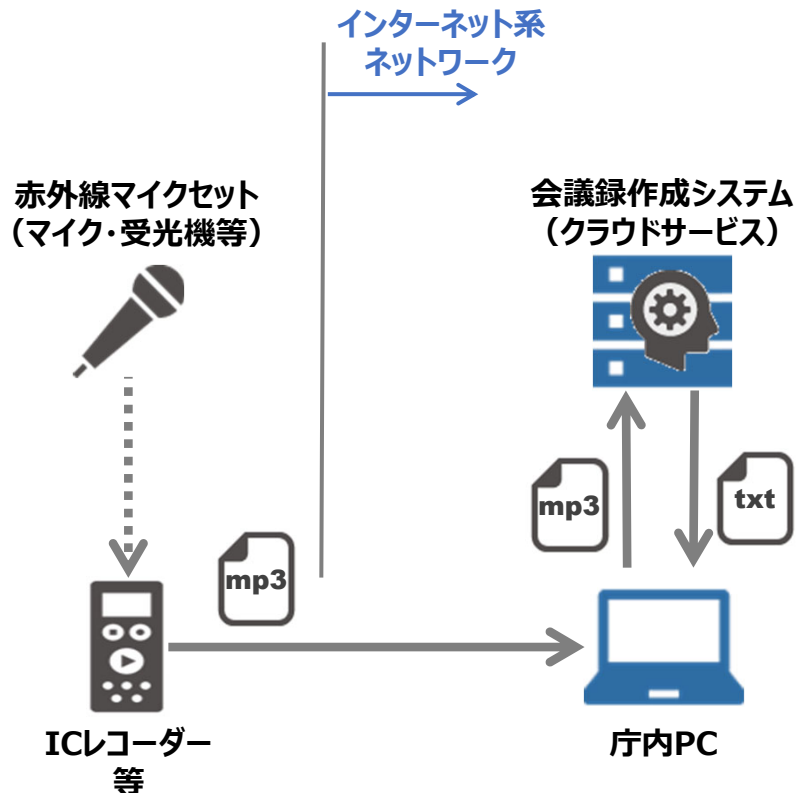 インターネット系
ネットワーク
赤外線マイクセット
（マイク・受光機等）
会議録作成システム
（クラウドサービス）
mp3
txt
mp3
ICレコーダー
等
庁内PC